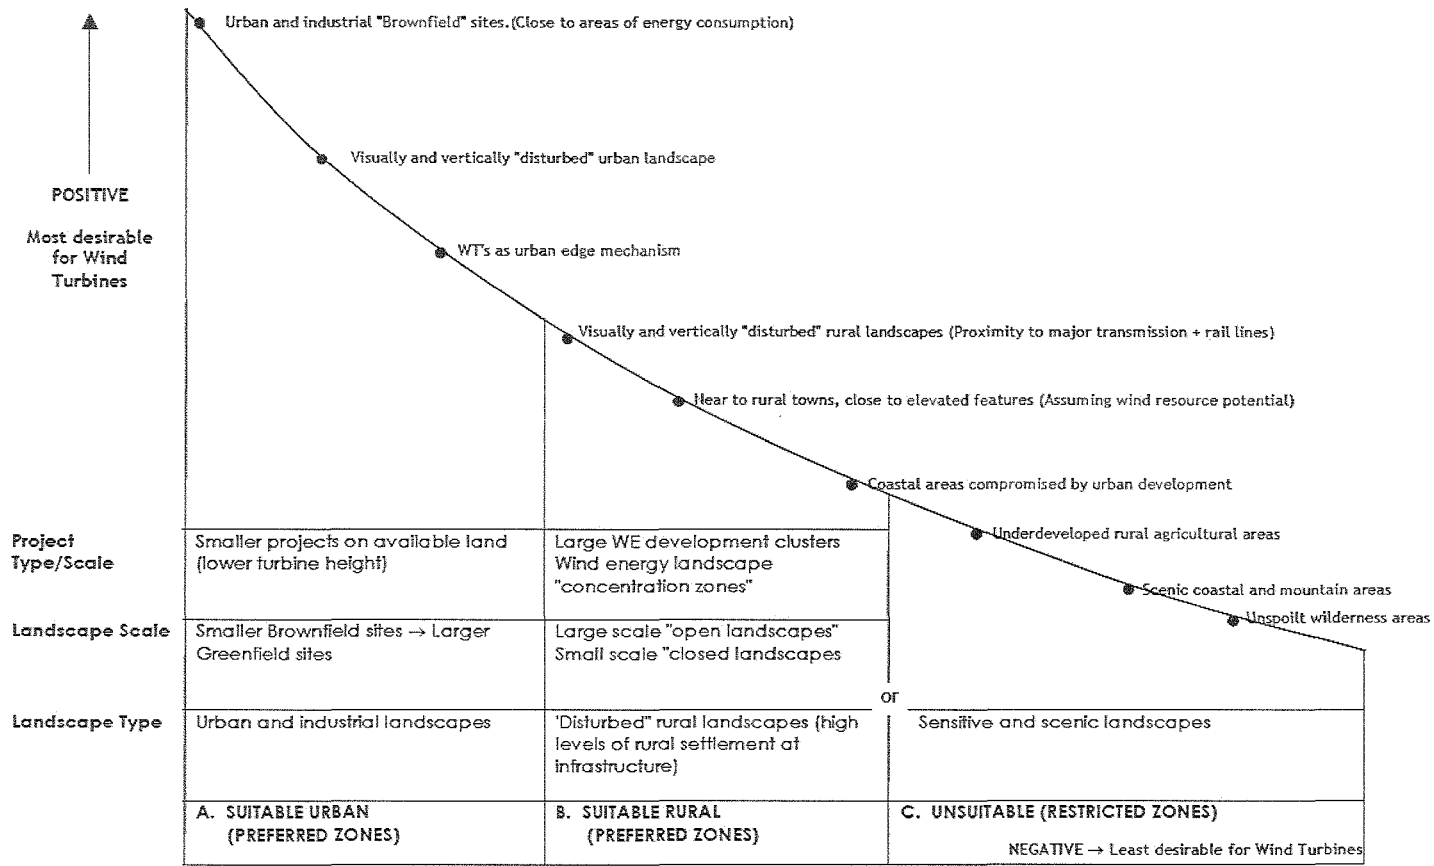 Urban and industrial "Brownfield" sites.(Close to areas of energy consumption)
Visually and vertically "disturbed" urban landscape
POSITIVE
Most desirable
for Wind
Turbines
WT's as urban edge mechanism
Visually and vertically "disturbed" rural landscapes (Proximity to major transmission + rail lines)
Near to rural towns, close to elevated features (Assuming wind resource potential)
Coastal areas compromised by urban development
Underdeveloped rural agricultural areas
Scenic coastal and mountain areas
Unspoilt wilderness areas
Project
Type/Scale
Smaller projects on available land
(lower turbine height)
Large WE development clusters
Wind energy landscape
"concentration zones"
Landscape Scale
Smaller Brownfield sites → Larger
Greenfield sites
Large scale "open landscapes"
Small scale "closed landscapes
or
Landscape Type
Urban and industrial landscapes
'Disturbed" rural landscapes (high
levels of rural settlement at
infrastructure)
Sensitive and scenic landscapes
A. SUITABLE URBAN
(PREFERRED ZONES)
B. SUITABLE RURAL
(PREFERRED ZONES)
C. UNSUITABLE (RESTRICTED ZONES)
NEGATIVE → Least desirable for Wind Turbines